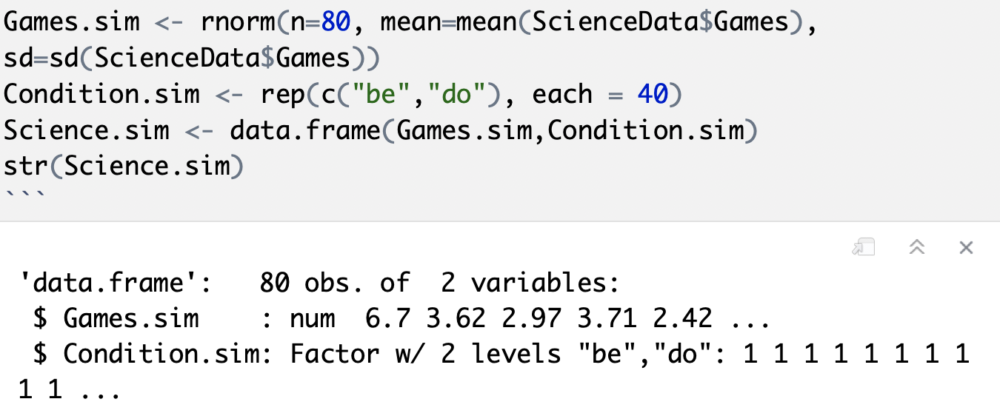 Games.sim <- rnorm(n=80, mean=mean(ScienceData$Games),
sd=sd(ScienceData$Games))
Condition.sim <- rep(c("be","do"), each = 40)
Science.sim <- data.frame(Games.sim,Condition.sim)
str(Science.sim)
```
'data.frame':   80 obs. of  2 variables:
 $ Games.sim    : num  6.7 3.62 2.97 3.71 2.42 ...
 $ Condition.sim: Factor w/ 2 levels "be","do": 1 1 1 1 1 1 1 1
1 1 ...